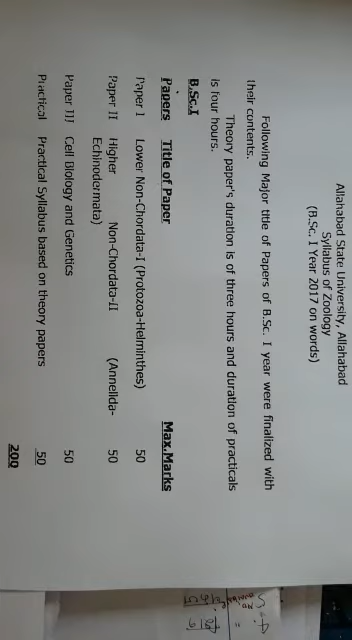 Allahabad State University, Allahabad
Syllabus of Zoology
(B.Sc. I Year 2017 on words)
Following Major title of Papers of B.Sc. I year were finalized with
their contents.
Theory paper's duration is of three hours and duration of practicals
is four hours.
B.Sc.I
Papers Title of Paper Max.Marks
Paper I Lower Non-Chordata-I (Protozoa-Helminthes) 50
Paper II Higher Non-Chordata-II (Annelida-
Echinodermata) 50
Paper III Cell Biology and Genetics 50
Practical Practical Syllabus based on theory papers 50
200